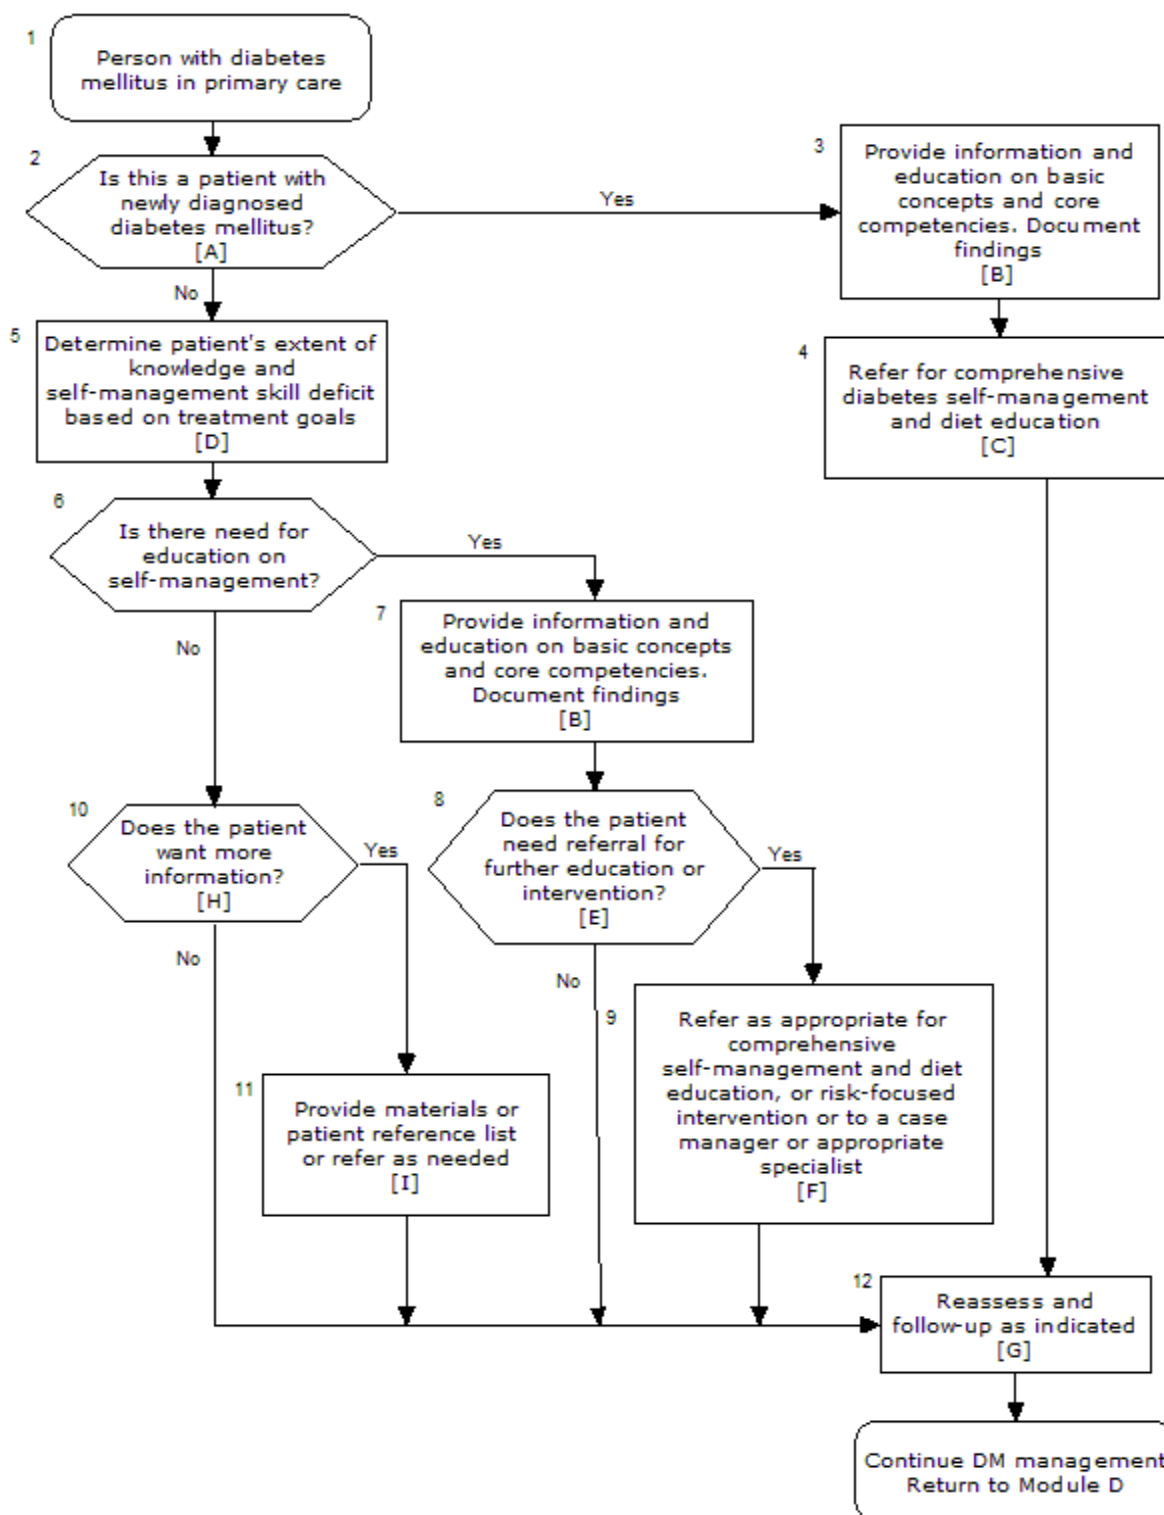 1
Person with diabetes
mellitus in primary care
2
Is this a patient with
newly diagnosed
diabetes mellitus?
[A]
Yes
No
3
Provide information and
education on basic
concepts and core
competencies. Document
findings
[B]
4
Refer for comprehensive
diabetes self-management
and diet education
[C]
5
Determine patient's extent of
knowledge and
self-management skill deficit
based on treatment goals
[D]
6
Is there need for
education on
self-management?
Yes
No
7
Provide information and
education on basic concepts
and core competencies.
Document findings
[B]
8
Does the patient
need referral for
further education or
intervention?
[E]
Yes
No
9
Refer as appropriate for
comprehensive
self-management and diet
education, or risk-focused
intervention or to a case
manager or appropriate
specialist
[F]
10
Does the patient
want more
information?
[H]
Yes
No
11
Provide materials or
patient reference list
or refer as needed
[I]
12
Reassess and
follow-up as indicated
[G]
Continue DM management
Return to Module D